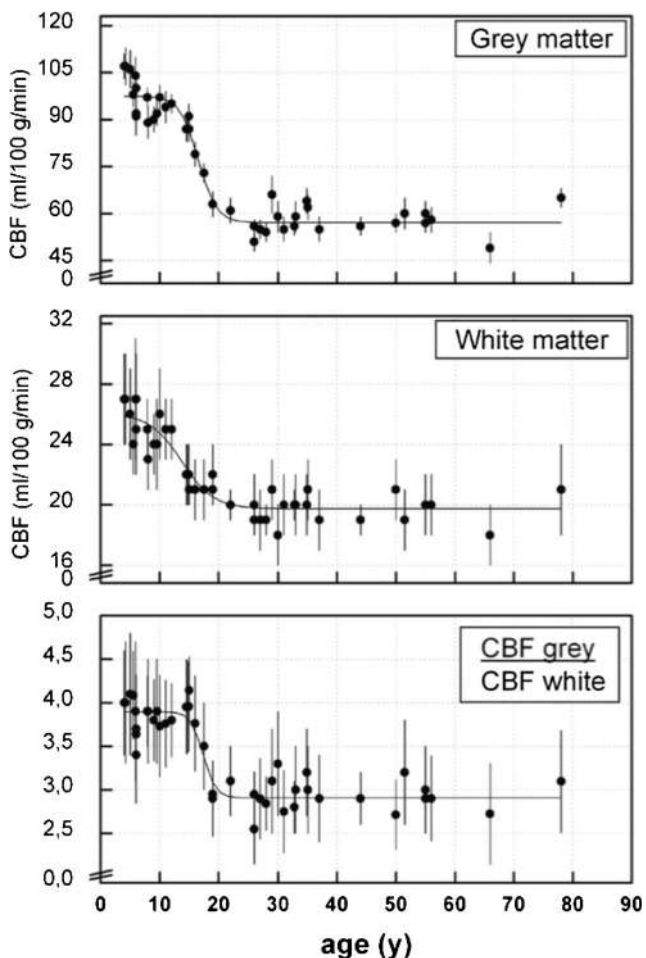 Grey matter
CBF (ml/100 g/min)
120
105
90
75
60
45
0
White matter
CBF (ml/100 g/min)
32
28
24
20
16
0
CBF grey
CBF white
5,0
4,5
4,0
3,5
3,0
2,5
0,0
0 10 20 30 40 50 60 70 80 90
age (y)